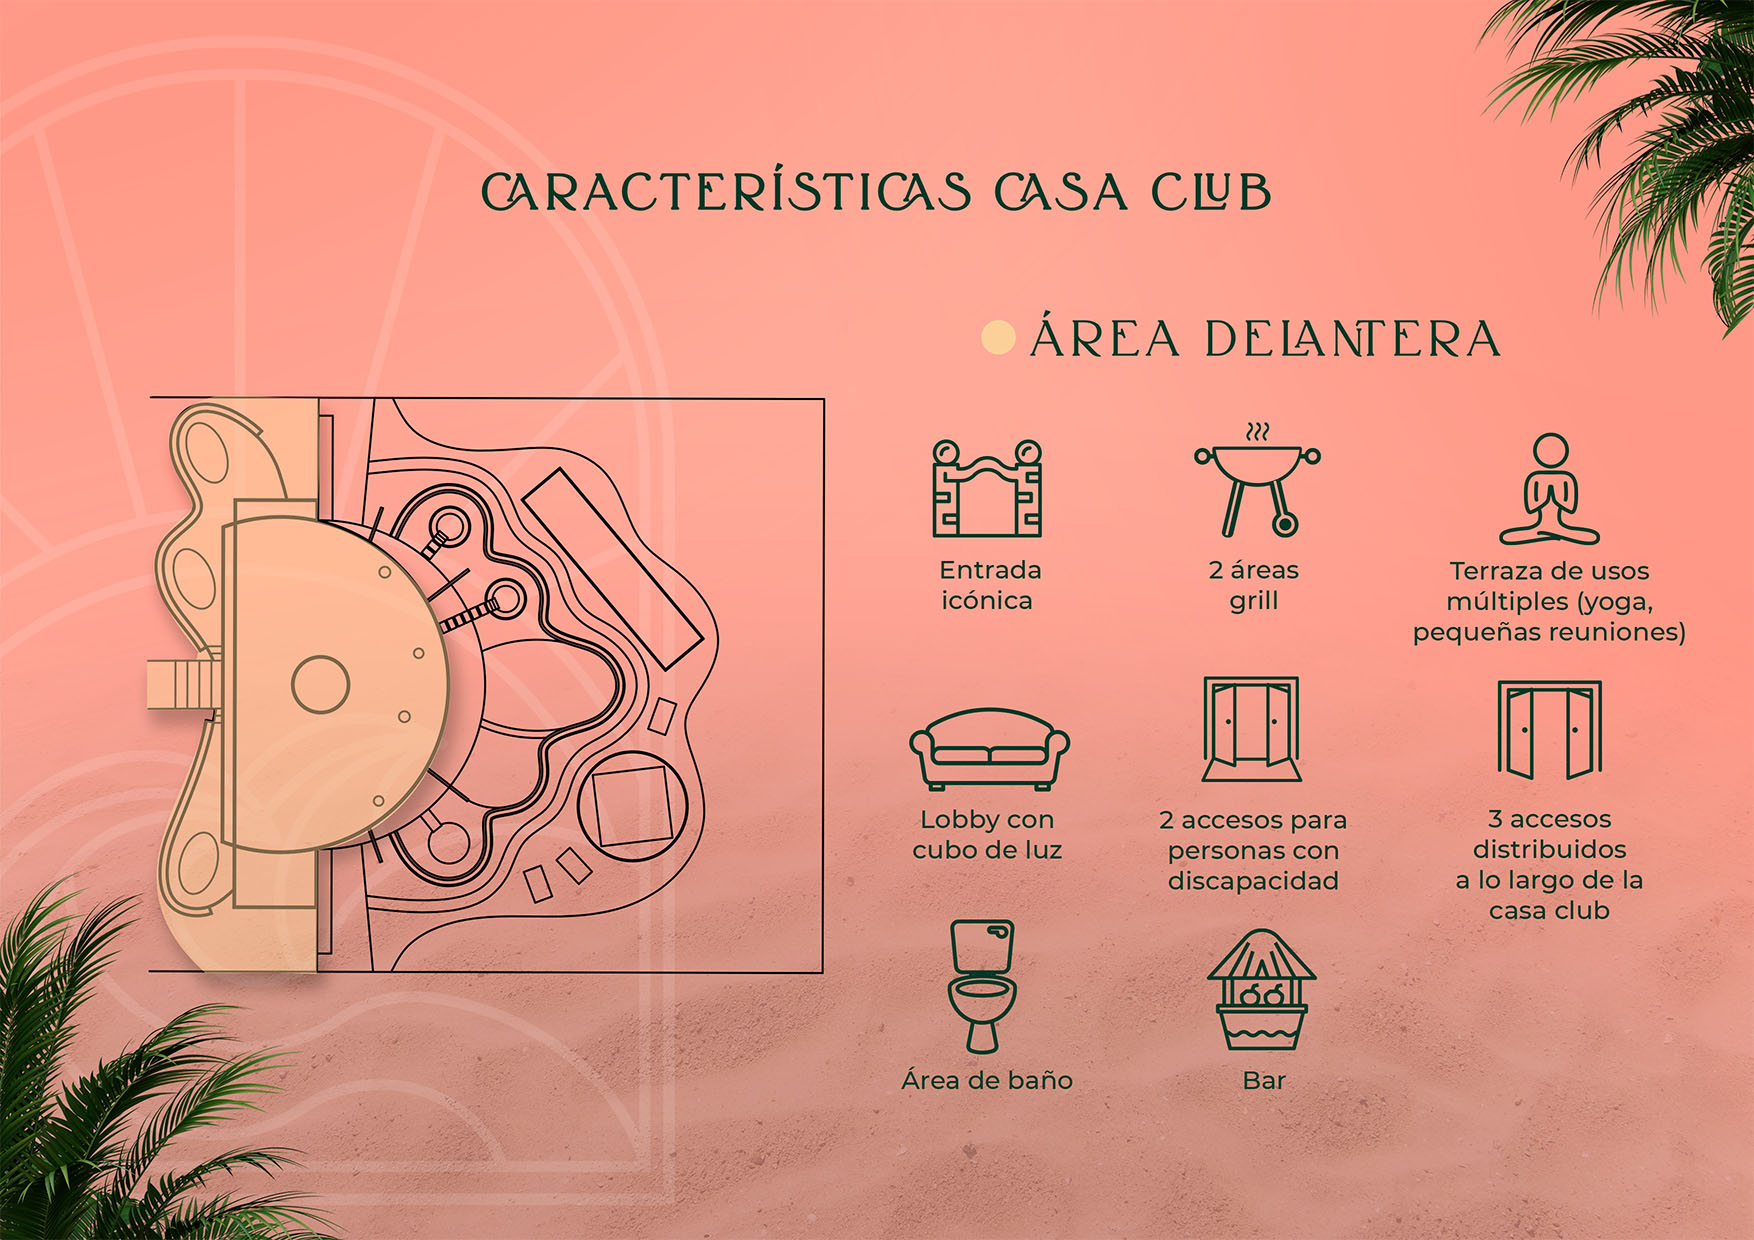 CARACTERÍSTICAS CASA CLUB
ÁREA DELANTERA
Entrada
icónica
2 áreas
grill
Terraza de usos
múltiples (yoga,
pequeñas reuniones)
Lobby con
cubo de luz
2 accesos para
personas con
discapacidad
3 accesos
distribuidos
a lo largo de la
casa club
Área de baño
Bar